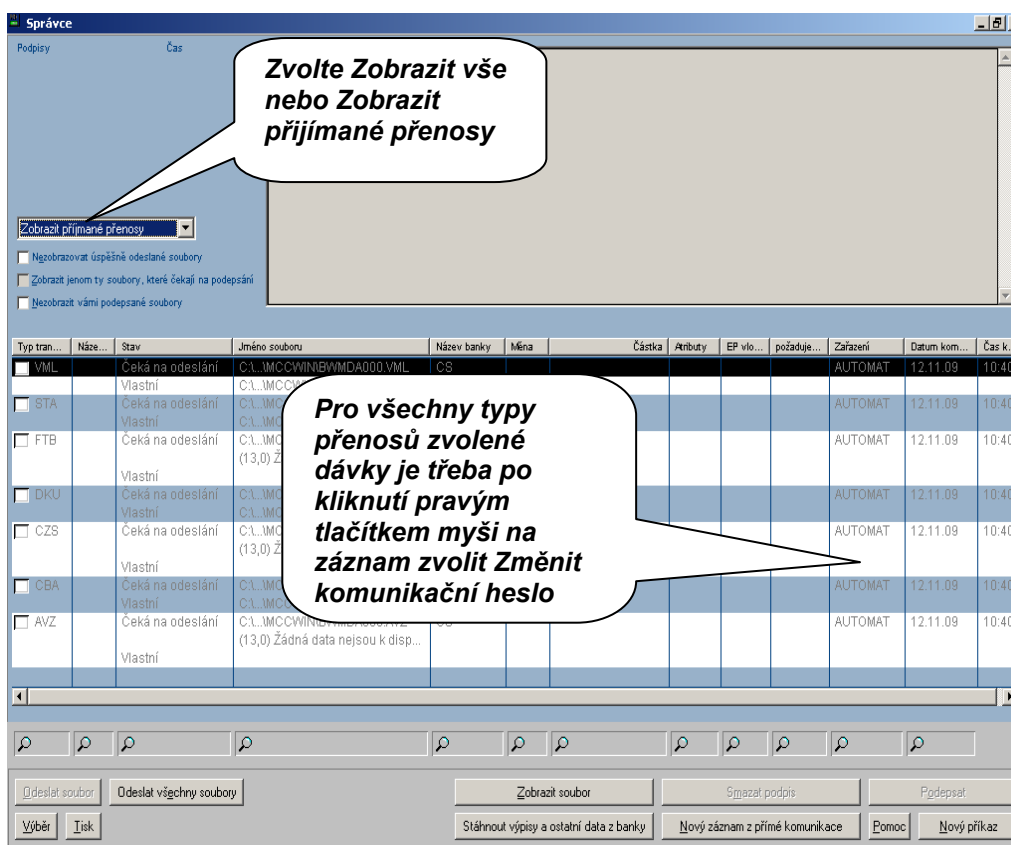 Správce
Podpisy Čas
Zvolte Zobrazit vše
nebo Zobrazit
přijímané přenosy
Zobrazit příjmané přenosy
Nezobrazovat úspěšně odeslané soubory
Zobrazit jenom ty soubory, které čekají na podepsání
Nezobrazit vámi podepsané soubory
Typ tran... Náze... Stav Jméno souboru Název banky Měna Částka Atributy EP vlo... požaduje... Zařazení Datum kom... Čas k...
VML Čeká na odeslání C:\...\MCCWIN\BWMDA000.VML CS AUTOMAT 12.11.09 10:40
Vlastní
STA Čeká na odeslání AUTOMAT 12.11.09 10:40
Vlastní
FTB Čeká na odeslání AUTOMAT 12.11.09 10:40
(13,0)
Vlastní
DKU Čeká na odeslání AUTOMAT 12.11.09 10:40
Vlastní
CZS Čeká na odeslání AUTOMAT 12.11.09 10:40
(13,0)
Vlastní
CBA Čeká na odeslání AUTOMAT 12.11.09 10:40
Vlastní
AVZ Čeká na odeslání AUTOMAT 12.11.09 10:40
(13,0) Žádná data nejsou k disp...
Vlastní
Pro všechny typy
přenosů zvolené
dávky je třeba po
kliknutí pravým
tlačítkem myši na
záznam zvolit Změnit
komunikační heslo
Odeslat soubor Odeslat všechny soubory Zobrazit soubor Smazat podpis Podepsat
Výběr Tisk Stáhnout výpisy a ostatní data z banky Nový záznam z přímé komunikace Pomoc Nový příkaz